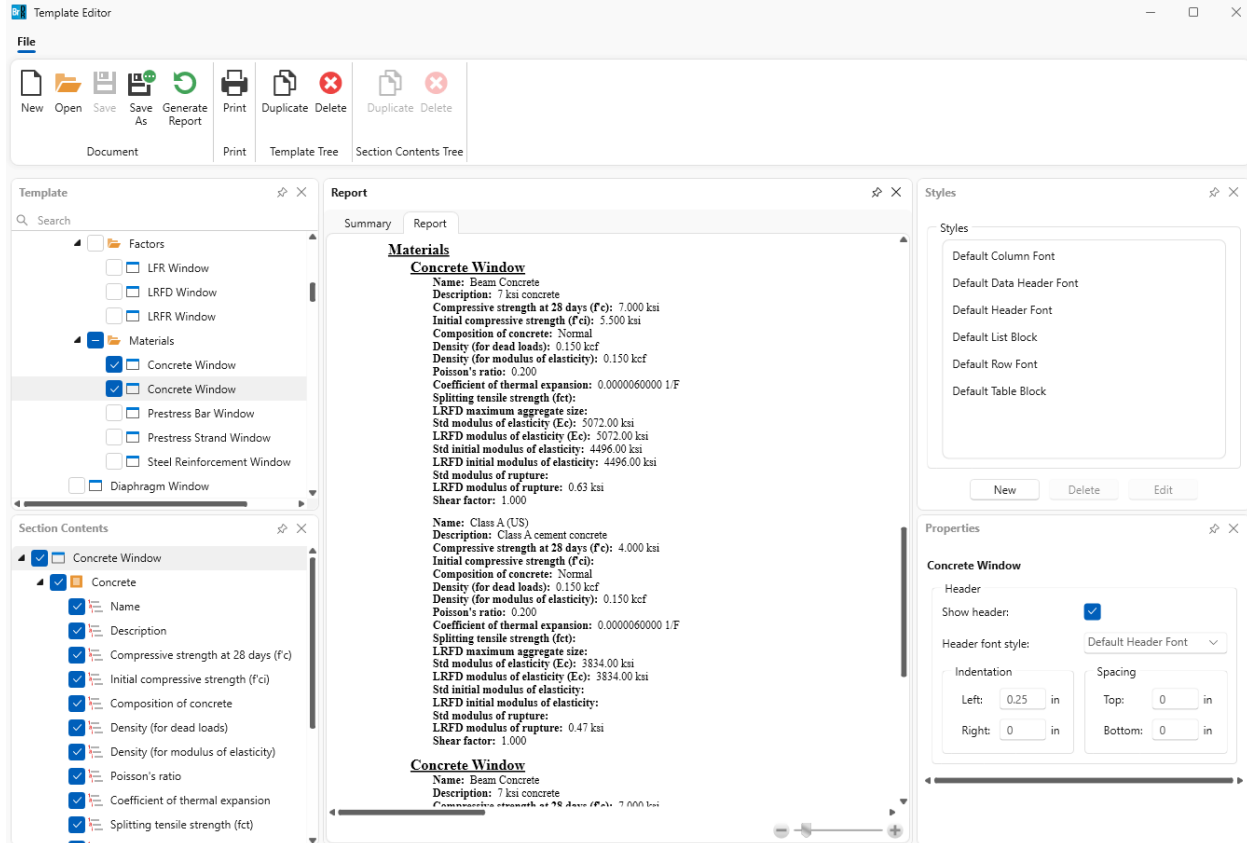 Br R Template Editor
File
New Open Save Save As Generate Report Print Duplicate Delete Duplicate Delete
Document Print Template Tree Section Contents Tree
Template
Search
Factors
LFR Window
LRFD Window
LRFR Window
Materials
Concrete Window
Concrete Window
Prestress Bar Window
Prestress Strand Window
Steel Reinforcement Window
Diaphragm Window
Section Contents
Concrete Window
Concrete
Name
Description
Compressive strength at 28 days (f'c)
Initial compressive strength (f'ci)
Composition of concrete
Density (for dead loads)
Density (for modulus of elasticity)
Poisson's ratio
Coefficient of thermal expansion
Splitting tensile strength (fct)
Report
Summary Report
Materials
Concrete Window
Name: Beam Concrete
Description: 7 ksi concrete
Compressive strength at 28 days (f'c): 7.000 ksi
Initial compressive strength (f'ci): 5.500 ksi
Composition of concrete: Normal
Density (for dead loads): 0.150 kcf
Density (for modulus of elasticity): 0.150 kcf
Poisson's ratio: 0.200
Coefficient of thermal expansion: 0.0000060000 1/F
Splitting tensile strength (fct):
LRFD maximum aggregate size:
Std modulus of elasticity (Ec): 5072.00 ksi
LRFD modulus of elasticity (Ec): 5072.00 ksi
Std initial modulus of elasticity: 4496.00 ksi
LRFD initial modulus of elasticity: 4496.00 ksi
Std modulus of rupture:
LRFD modulus of rupture: 0.63 ksi
Shear factor: 1.000
Name: Class A (US)
Description: Class A cement concrete
Compressive strength at 28 days (f'c): 4.000 ksi
Initial compressive strength (f'ci):
Composition of concrete: Normal
Density (for dead loads): 0.150 kcf
Density (for modulus of elasticity): 0.150 kcf
Poisson's ratio: 0.200
Coefficient of thermal expansion: 0.0000060000 1/F
Splitting tensile strength (fct):
LRFD maximum aggregate size:
Std modulus of elasticity (Ec): 3834.00 ksi
LRFD modulus of elasticity (Ec): 3834.00 ksi
Std initial modulus of elasticity:
LRFD initial modulus of elasticity:
Std modulus of rupture:
LRFD modulus of rupture: 0.47 ksi
Shear factor: 1.000
Concrete Window
Name: Beam Concrete
Description: 7 ksi concrete
Compressive strength at 28 days (f'c): 7.000 ksi
Styles
Styles
Default Column Font
Default Data Header Font
Default Header Font
Default List Block
Default Row Font
Default Table Block
New Delete Edit
Properties
Concrete Window
Header
Show header:
Header font style: Default Header Font
Indentation Spacing
Left: 0.25 in Top: 0 in
Right: 0 in Bottom: 0 in